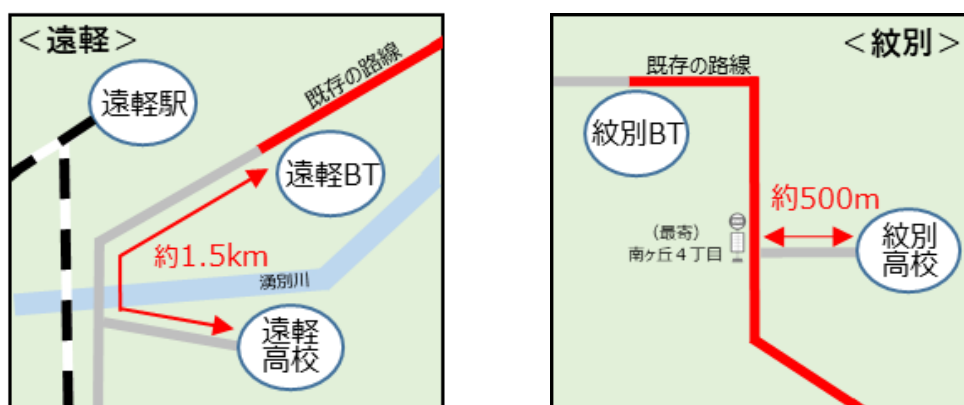 ＜遠軽＞
遠軽駅
既存の路線
遠軽BT
約1.5km
湧別川
遠軽
高校
＜紋別＞
既存の路線
紋別BT
約500m
（最寄）
南ヶ丘４丁目
紋別
高校